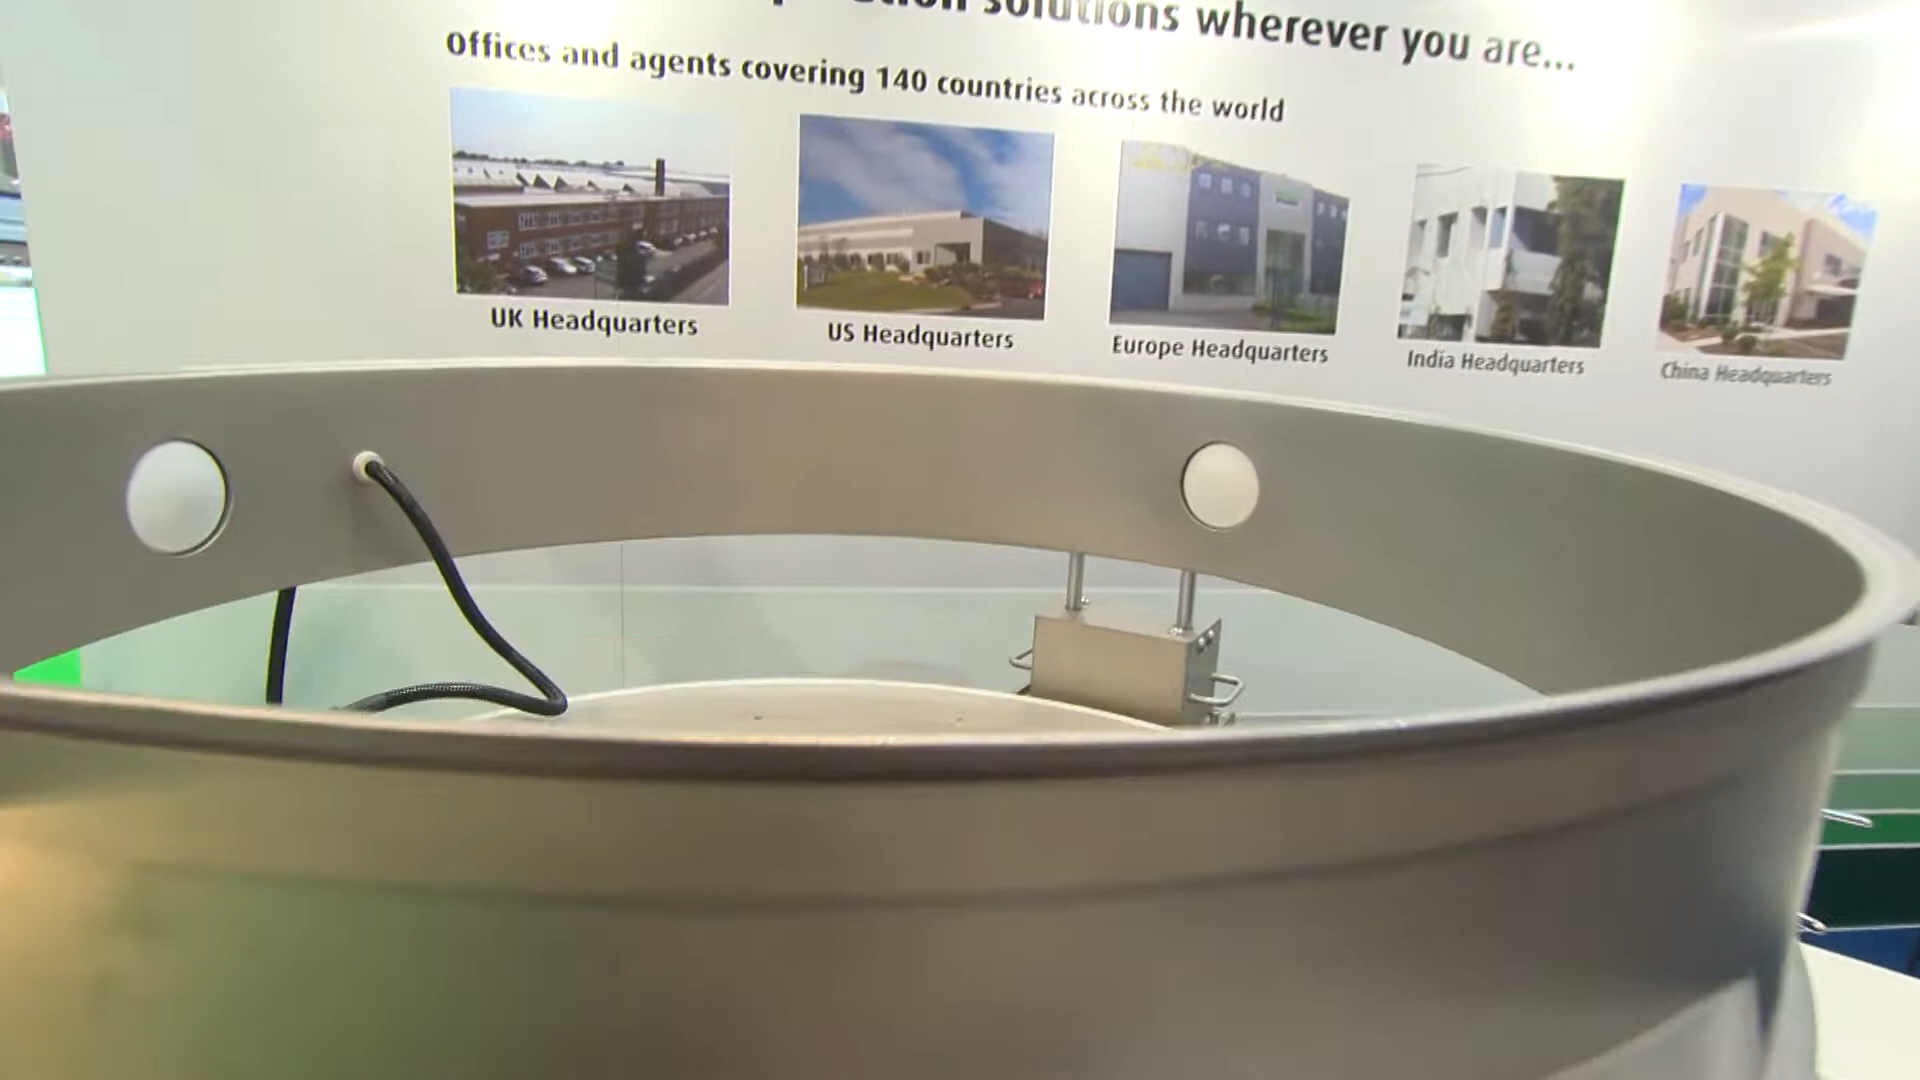 solutions wherever you are...
Offices and agents covering 140 countries across the world
UK Headquarters
US Headquarters
Europe Headquarters
India Headquarters
China Headquarters